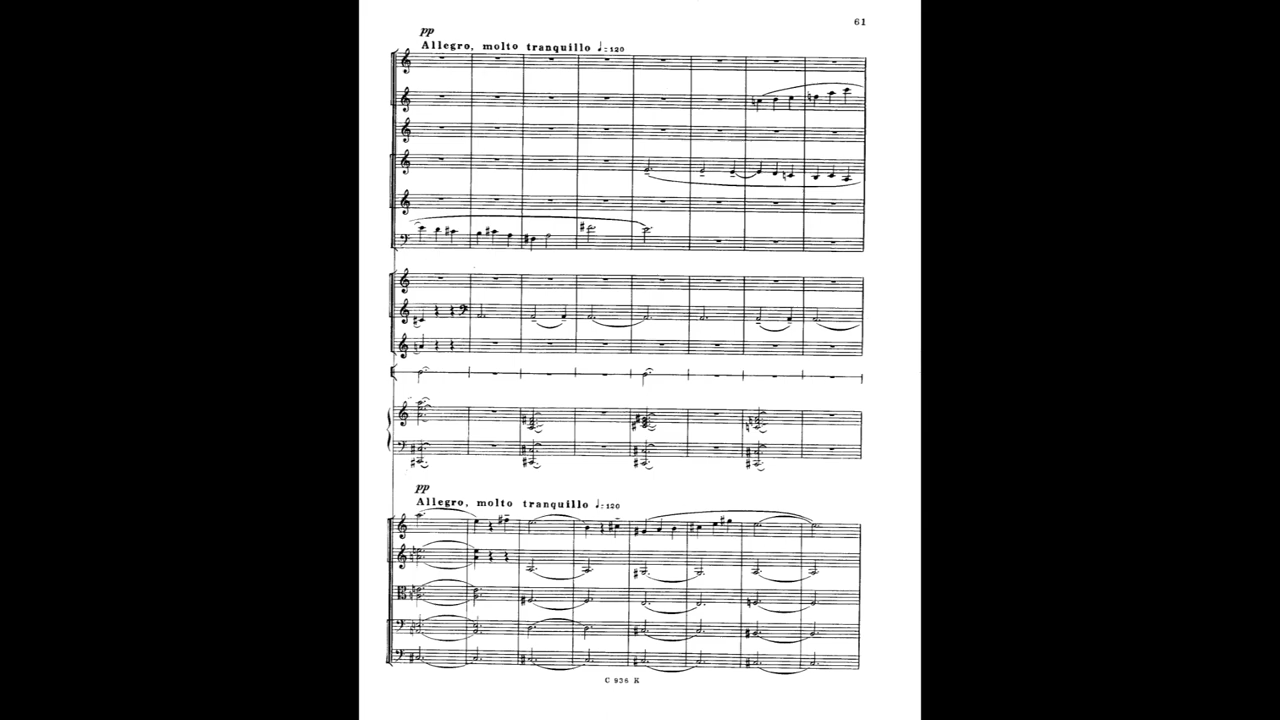 61
pp
Allegro, molto tranquillo ♩=120
pp
Allegro, molto tranquillo ♩=120
C 936 K